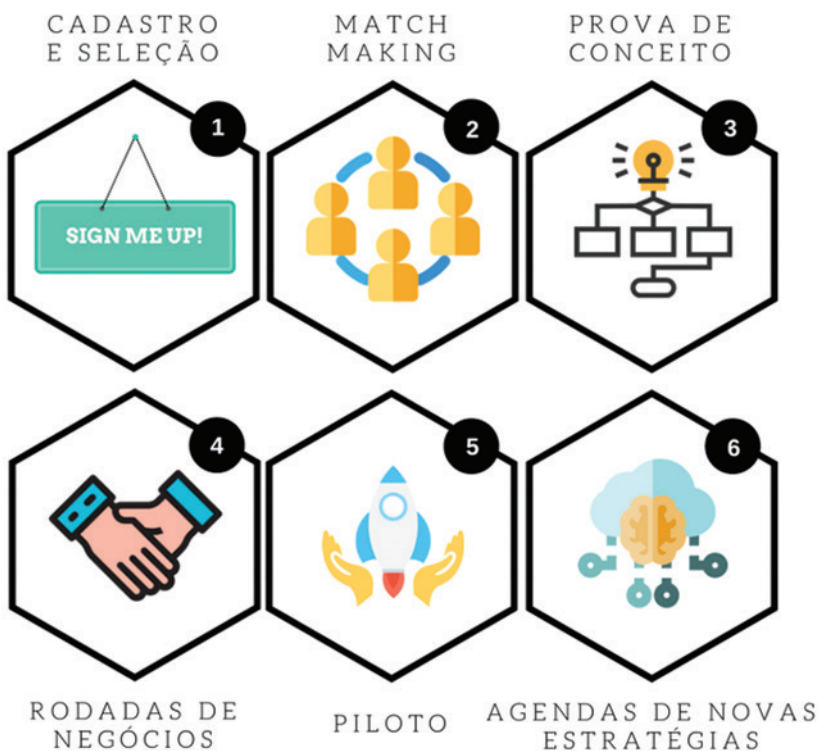 CADASTRO
E SELEÇÃO
MATCH
MAKING
PROVA DE
CONCEITO
1
SIGN ME UP!
2
3
4
5
6
RODADAS DE
NEGÓCIOS
PILOTO
AGENDAS DE NOVAS
ESTRATÉGIAS